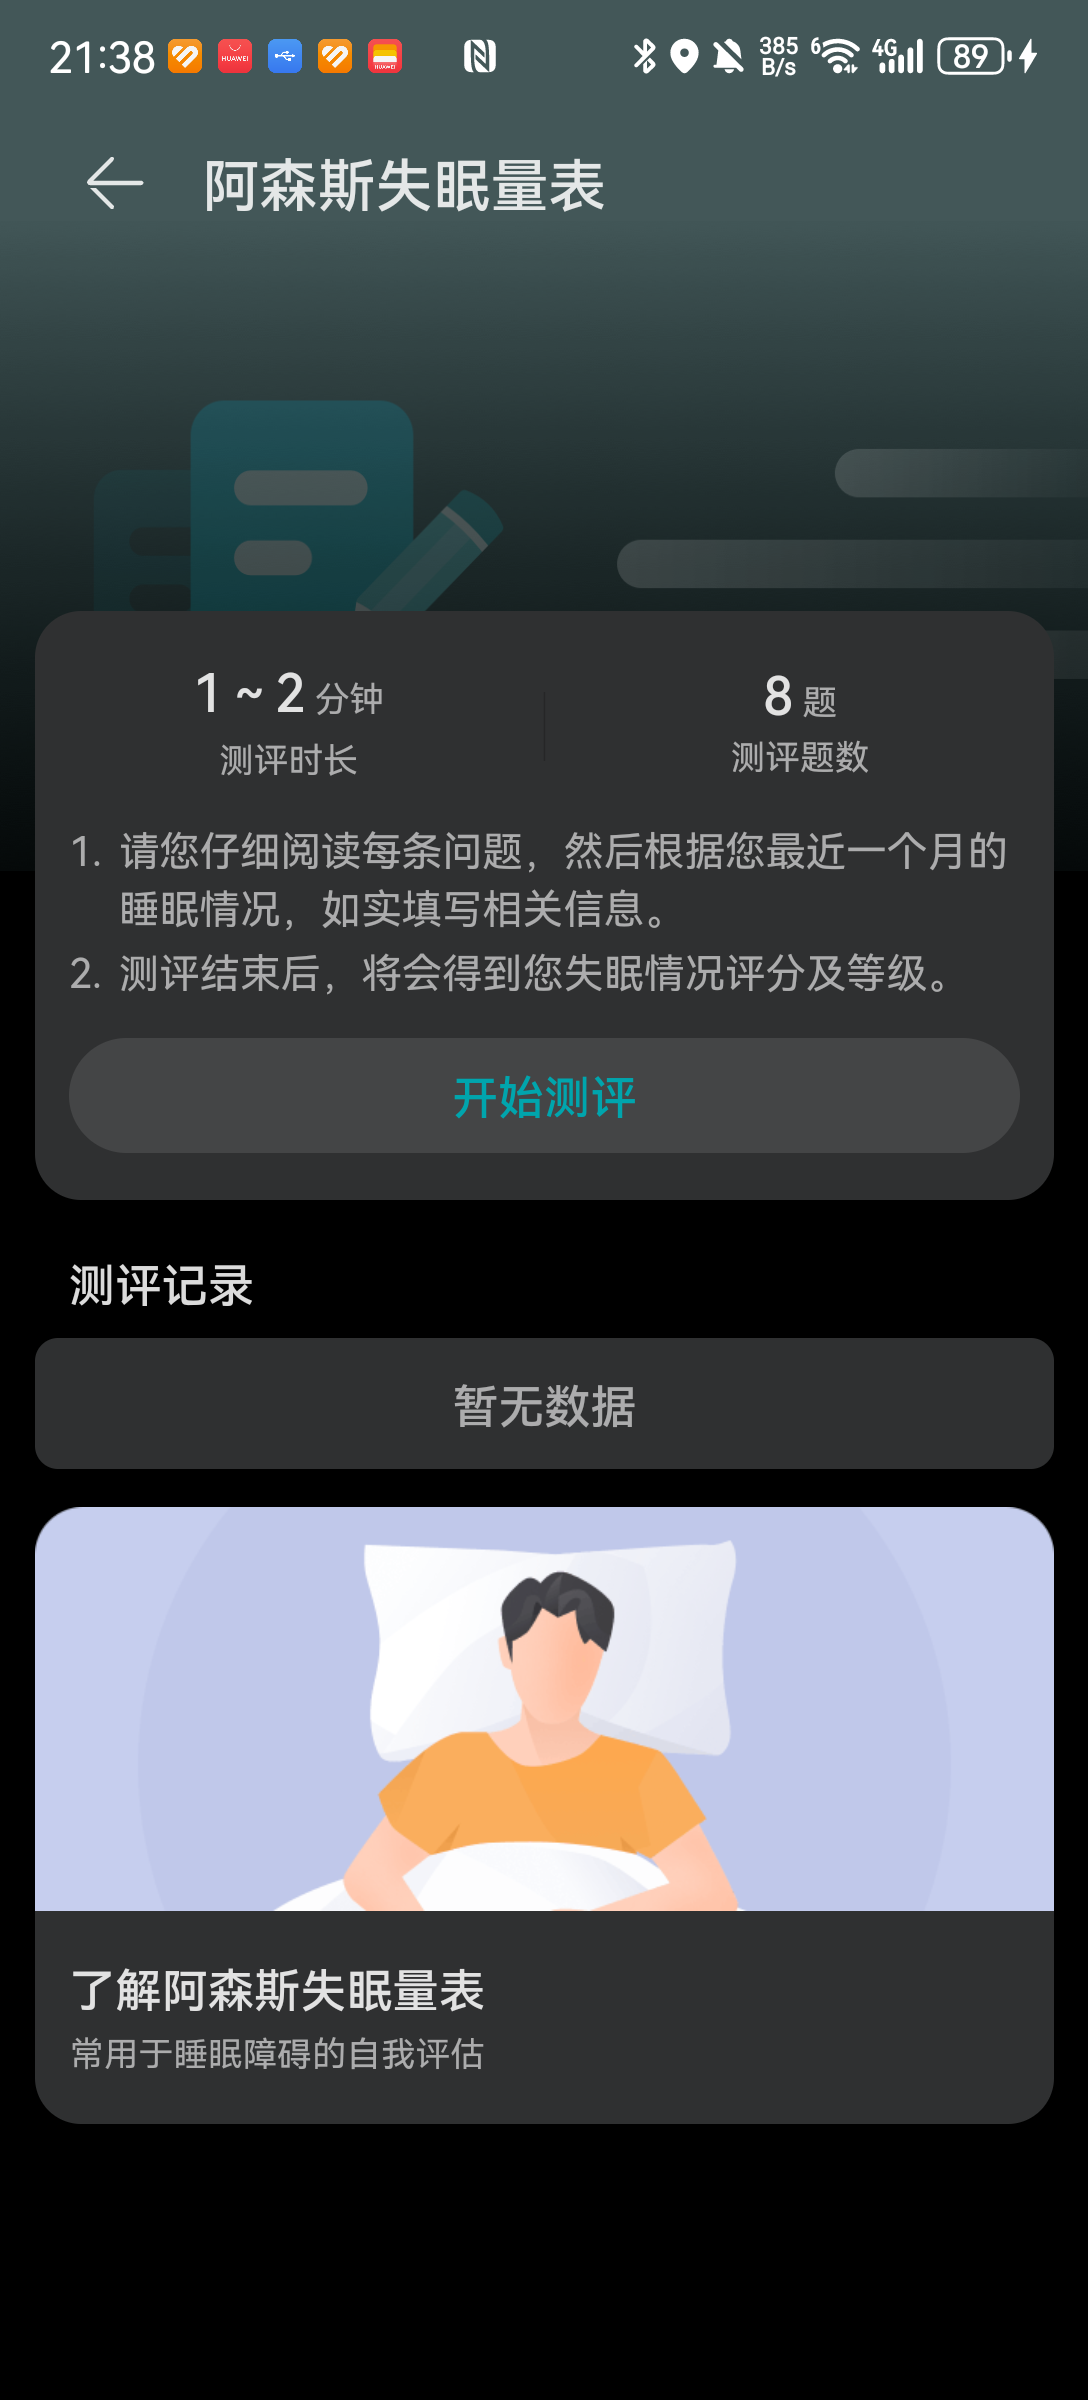 21:38
HUAWEI
HUAWEI
385
B/s
6
4G
89
阿森斯失眠量表
1 ~ 2 分钟
测评时长
8 题
测评题数
1. 请您仔细阅读每条问题，然后根据您最近一个月的
睡眠情况，如实填写相关信息。
2. 测评结束后，将会得到您失眠情况评分及等级。
开始测评
测评记录
暂无数据
了解阿森斯失眠量表
常用于睡眠障碍的自我评估